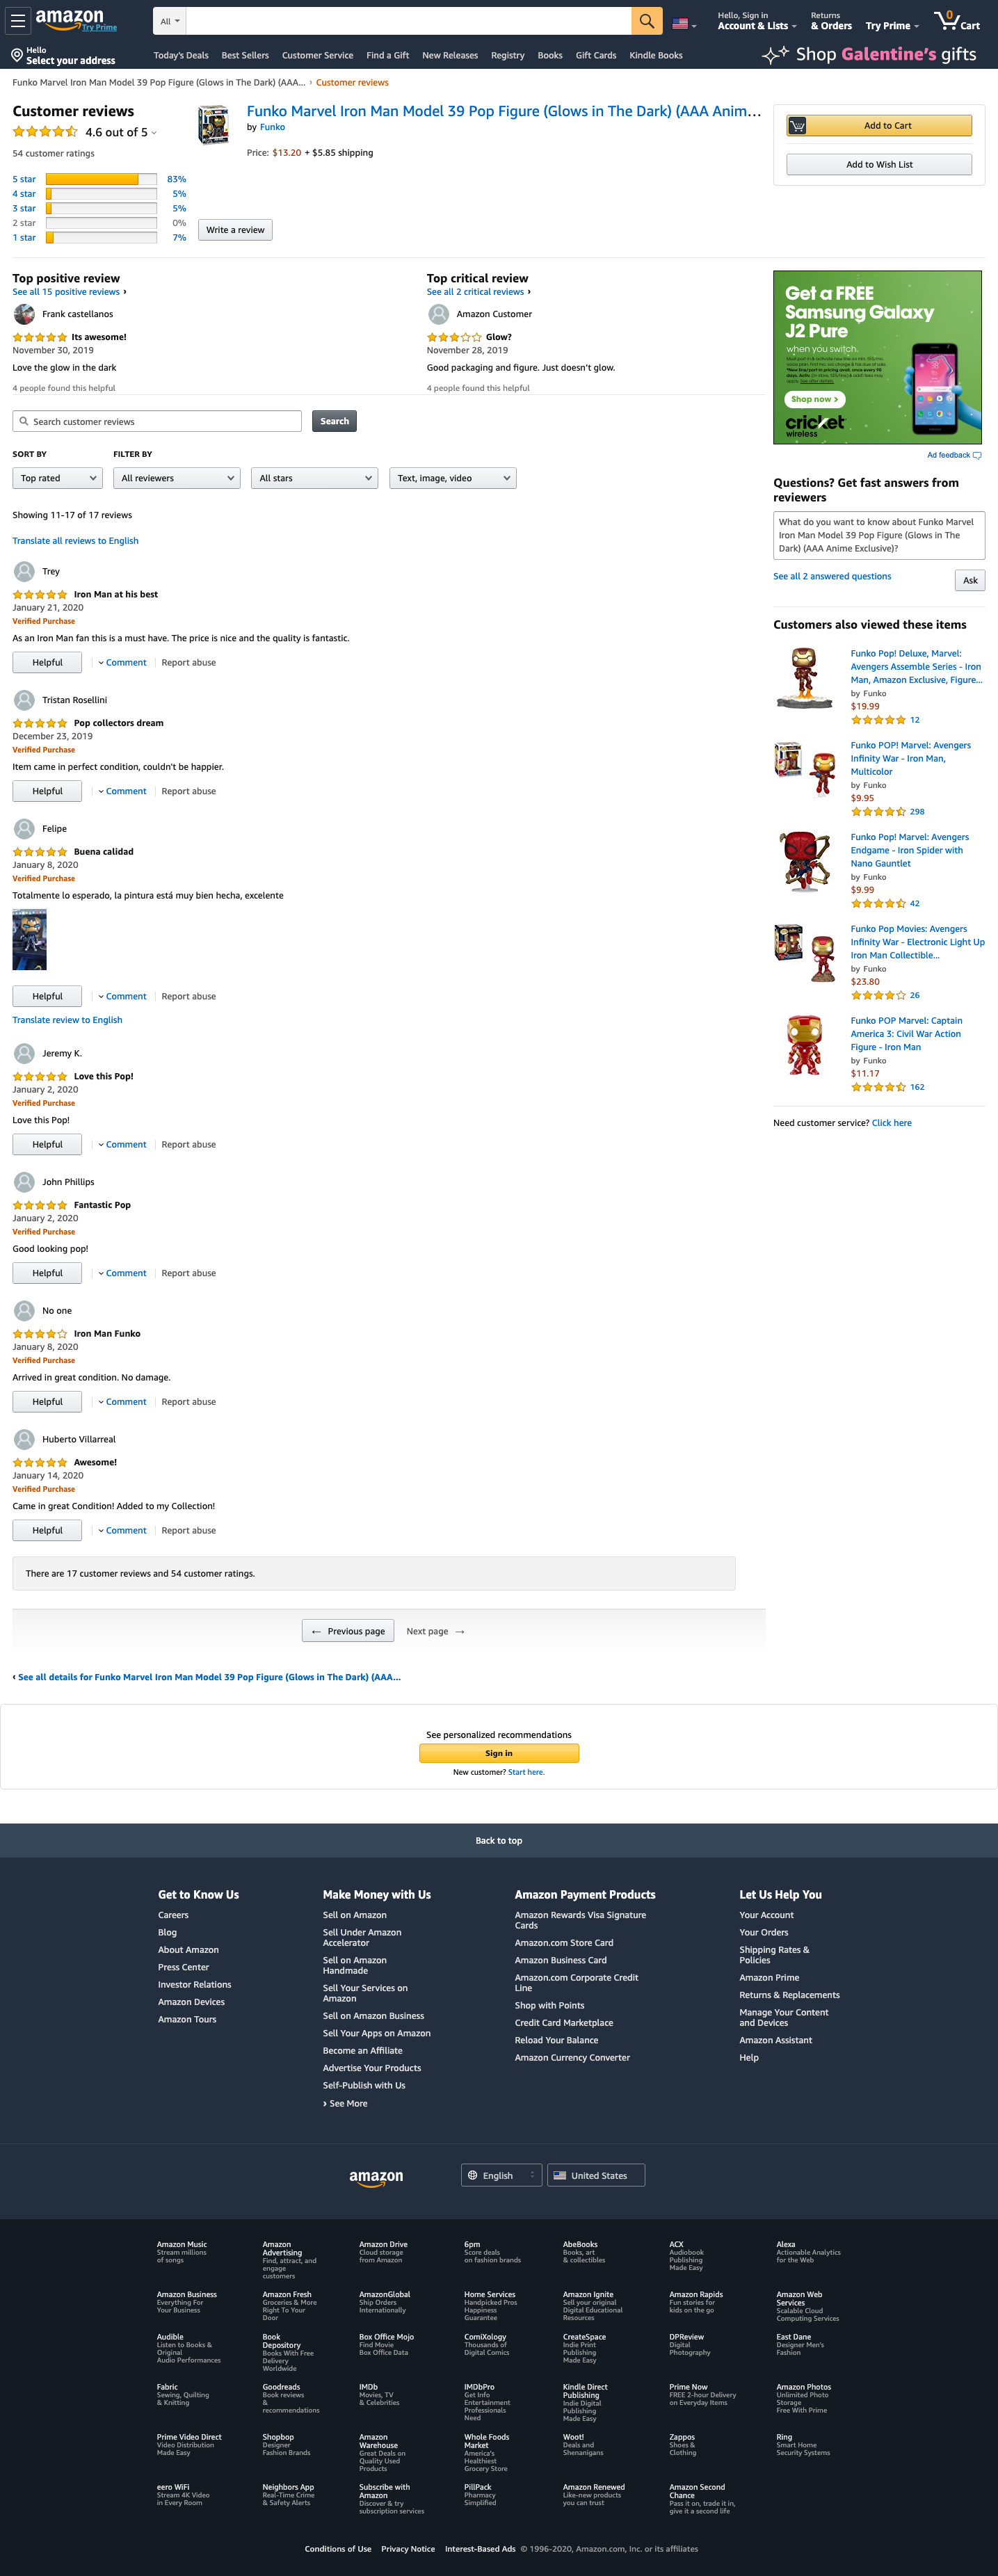 amazon
Try Prime
All
Hello, Sign in
Account & Lists
Returns
& Orders
Try Prime
0
Cart
Hello
Select your address
Today's Deals
Best Sellers
Customer Service
Find a Gift
New Releases
Registry
Books
Gift Cards
Kindle Books
Shop Galentine's gifts
Funko Marvel Iron Man Model 39 Pop Figure (Glows in The Dark) (AAA... › Customer reviews
Customer reviews
4.6 out of 5
54 customer ratings
5 star 83%
4 star 5%
3 star 5%
2 star 0%
1 star 7%
Funko Marvel Iron Man Model 39 Pop Figure (Glows in The Dark) (AAA Anim...
by Funko
Price: $13.20 + $5.85 shipping
Write a review
Add to Cart
Add to Wish List
Top positive review
See all 15 positive reviews ›
Frank castellanos
Its awesome!
November 30, 2019
Love the glow in the dark
4 people found this helpful
Top critical review
See all 2 critical reviews ›
Amazon Customer
Glow?
November 28, 2019
Good packaging and figure. Just doesn't glow.
4 people found this helpful
Search customer reviews
Search
SORT BY
FILTER BY
Top rated
All reviewers
All stars
Text, image, video
Showing 11-17 of 17 reviews
Translate all reviews to English
Trey
Iron Man at his best
January 21, 2020
Verified Purchase
As an Iron Man fan this is a must have. The price is nice and the quality is fantastic.
Helpful
Comment
Report abuse
Tristan Rosellini
Pop collectors dream
December 23, 2019
Verified Purchase
Item came in perfect condition, couldn't be happier.
Helpful
Comment
Report abuse
Felipe
Buena calidad
January 8, 2020
Verified Purchase
Totalmente lo esperado, la pintura está muy bien hecha, excelente
Helpful
Comment
Report abuse
Translate review to English
Jeremy K.
Love this Pop!
January 2, 2020
Verified Purchase
Love this Pop!
Helpful
Comment
Report abuse
John Phillips
Fantastic Pop
January 2, 2020
Verified Purchase
Good looking pop!
Helpful
Comment
Report abuse
No one
Iron Man Funko
January 8, 2020
Verified Purchase
Arrived in great condition. No damage.
Helpful
Comment
Report abuse
Huberto Villarreal
Awesome!
January 14, 2020
Verified Purchase
Came in great Condition! Added to my Collection!
Helpful
Comment
Report abuse
There are 17 customer reviews and 54 customer ratings.
← Previous page
Next page →
‹ See all details for Funko Marvel Iron Man Model 39 Pop Figure (Glows in The Dark) (AAA...
Get a FREE
Samsung Galaxy
J2 Pure
when you switch.
Shop now >
cricket
wireless
Ad feedback
Questions? Get fast answers from
reviewers
What do you want to know about Funko Marvel
Iron Man Model 39 Pop Figure (Glows in The
Dark) (AAA Anime Exclusive)?
See all 2 answered questions
Ask
Customers also viewed these items
Funko Pop! Deluxe, Marvel:
Avengers Assemble Series - Iron
Man, Amazon Exclusive, Figure...
by Funko
$19.99
12
Funko POP! Marvel: Avengers
Infinity War - Iron Man,
Multicolor
by Funko
$9.95
298
Funko Pop! Marvel: Avengers
Endgame - Iron Spider with
Nano Gauntlet
by Funko
$9.99
42
Funko Pop Movies: Avengers
Infinity War - Electronic Light Up
Iron Man Collectible...
by Funko
$23.80
26
Funko POP Marvel: Captain
America 3: Civil War Action
Figure - Iron Man
by Funko
$11.17
162
Need customer service? Click here
See personalized recommendations
Sign in
New customer? Start here.
Back to top
Get to Know Us
Careers
Blog
About Amazon
Press Center
Investor Relations
Amazon Devices
Amazon Tours
Make Money with Us
Sell on Amazon
Sell Under Amazon
Accelerator
Sell on Amazon
Handmade
Sell Your Services on
Amazon
Sell on Amazon Business
Sell Your Apps on Amazon
Become an Affiliate
Advertise Your Products
Self-Publish with Us
› See More
Amazon Payment Products
Amazon Rewards Visa Signature
Cards
Amazon.com Store Card
Amazon Business Card
Amazon.com Corporate Credit
Line
Shop with Points
Credit Card Marketplace
Reload Your Balance
Amazon Currency Converter
Let Us Help You
Your Account
Your Orders
Shipping Rates &
Policies
Amazon Prime
Returns & Replacements
Manage Your Content
and Devices
Amazon Assistant
Help
amazon
English
United States
Amazon Music
Stream millions
of songs
Amazon
Advertising
Find, attract, and
engage
customers
Amazon Drive
Cloud storage
from Amazon
6pm
Score deals
on fashion brands
AbeBooks
Books, art
& collectibles
ACX
Audiobook
Publishing
Made Easy
Alexa
Actionable Analytics
for the Web
Amazon Business
Everything For
Your Business
Amazon Fresh
Groceries & More
Right To Your
Door
AmazonGlobal
Ship Orders
Internationally
Home Services
Handpicked Pros
Happiness
Guarantee
Amazon Ignite
Sell your original
Digital Educational
Resources
Amazon Rapids
Fun stories for
kids on the go
Amazon Web
Services
Scalable Cloud
Computing Services
Audible
Listen to Books &
Original
Audio Performances
Book
Depository
Books With Free
Delivery
Worldwide
Box Office Mojo
Find Movie
Box Office Data
ComiXology
Thousands of
Digital Comics
CreateSpace
Indie Print
Publishing
Made Easy
DPReview
Digital
Photography
East Dane
Designer Men's
Fashion
Fabric
Sewing, Quilting
& Knitting
Goodreads
Book reviews
&
recommendations
IMDb
Movies, TV
& Celebrities
IMDbPro
Get Info
Entertainment
Professionals
Need
Kindle Direct
Publishing
Indie Digital
Publishing
Made Easy
Prime Now
FREE 2-hour Delivery
on Everyday Items
Amazon Photos
Unlimited Photo
Storage
Free With Prime
Prime Video Direct
Video Distribution
Made Easy
Shopbop
Designer
Fashion Brands
Amazon
Warehouse
Great Deals on
Quality Used
Products
Whole Foods
Market
America's
Healthiest
Grocery Store
Woot!
Deals and
Shenanigans
Zappos
Shoes &
Clothing
Ring
Smart Home
Security Systems
eero WiFi
Stream 4K Video
in Every Room
Neighbors App
Real-Time Crime
& Safety Alerts
Subscribe with
Amazon
Discover & try
subscription services
PillPack
Pharmacy
Simplified
Amazon Renewed
Like-new products
you can trust
Amazon Second
Chance
Pass it on, trade it in,
give it a second life
Conditions of Use
Privacy Notice
Interest-Based Ads
© 1996-2020, Amazon.com, Inc. or its affiliates